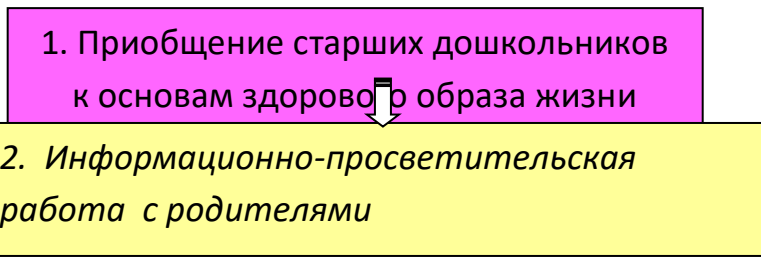 1. Приобщение старших дошкольников
к основам здорового образа жизни
2. Информационно-просветительская
работа с родителями